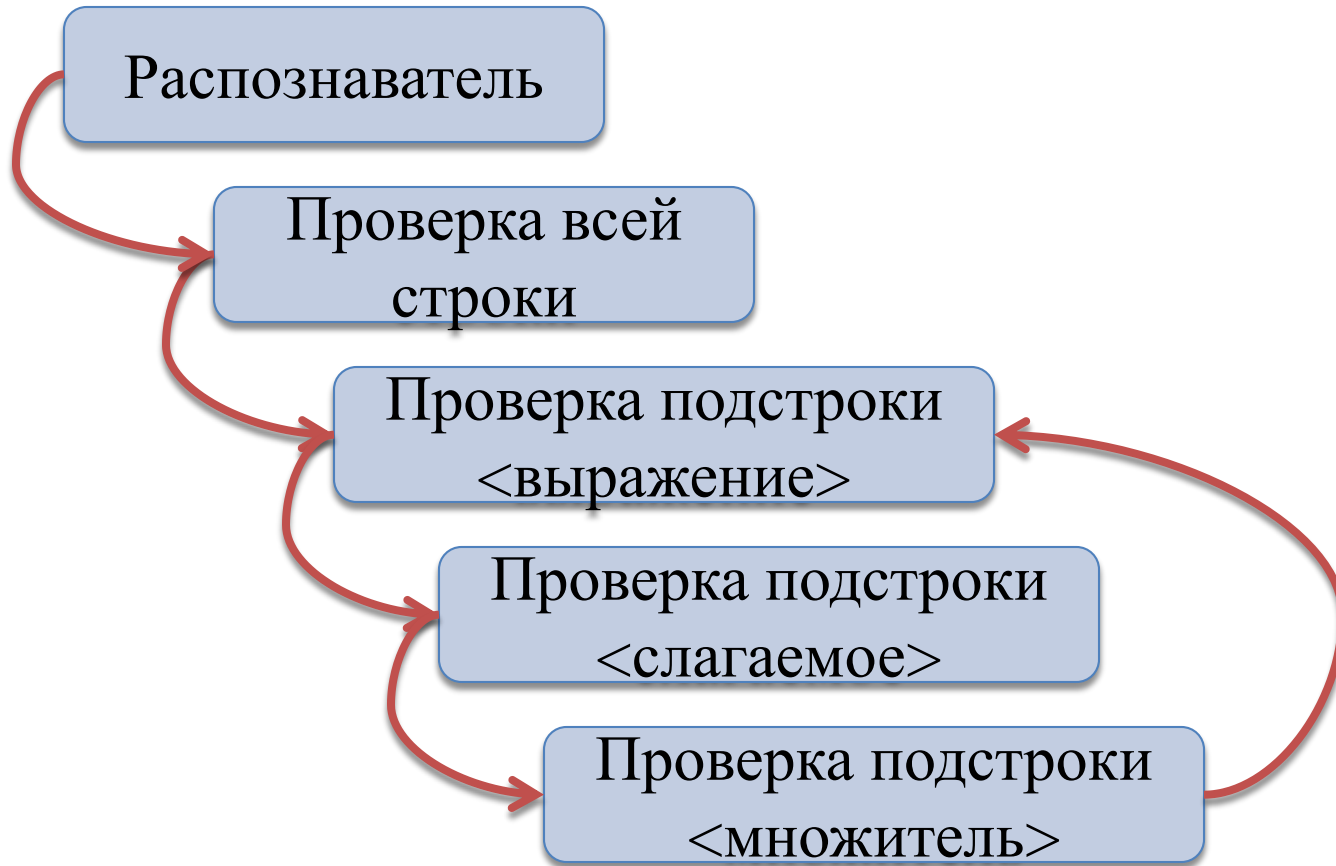 Распознаватель
Проверка всей
строки
Проверка подстроки
<выражение>
Проверка подстроки
<слагаемое>
Проверка подстроки
<множитель>